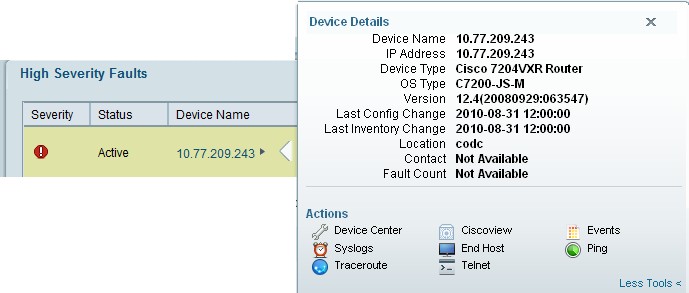 High Severity Faults
Severity Status Device Name
Active 10.77.209.243
Device Details
Device Name 10.77.209.243
IP Address 10.77.209.243
Device Type Cisco 7204VXR Router
OS Type C7200-JS-M
Version 12.4(20080929:063547)
Last Config Change 2010-08-31 12:00:00
Last Inventory Change 2010-08-31 12:00:00
Location codc
Contact Not Available
Fault Count Not Available
Actions
Device Center Ciscoview Events
Syslogs End Host Ping
Traceroute Telnet
Less Tools <